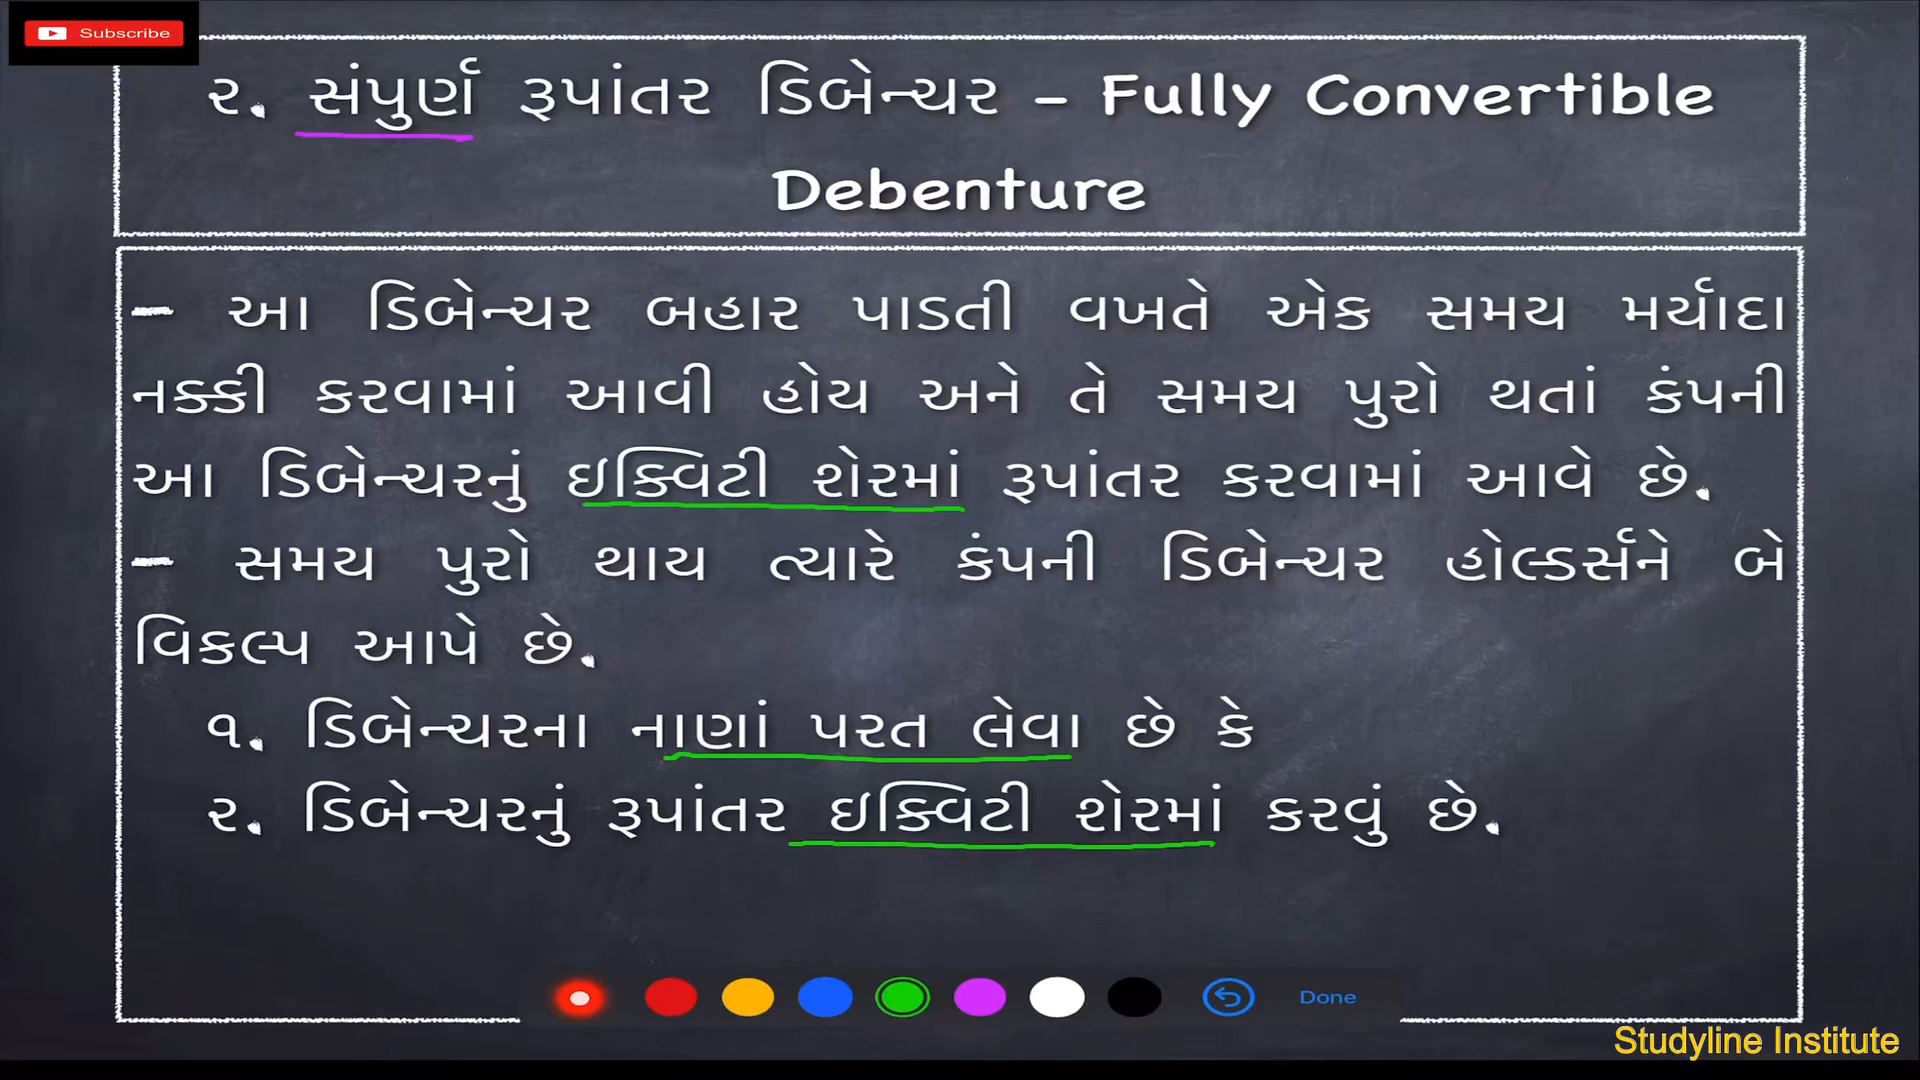 Subscribe
૨. સંપુર્ણ રૂપાંતર ડિબેન્ચર - Fully Convertible
Debenture
- આ ડિબેન્ચર બહાર પાડતી વખતે એક સમય મર્યાદા
નક્કી કરવામાં આવી હોય અને તે સમય પુરો થતાં કંપની
આ ડિબેન્ચરનું ઇક્વિટી શેરમાં રૂપાંતર કરવામાં આવે છે.
- સમય પુરો થાય ત્યારે કંપની ડિબેન્ચર હોલ્ડર્સને બે
વિકલ્પ આપે છે.
૧. ડિબેન્ચરના નાણાં પરત લેવા છે કે
૨. ડિબેન્ચરનું રૂપાંતર ઇક્વિટી શેરમાં કરવું છે.
Done
Studyline Institute